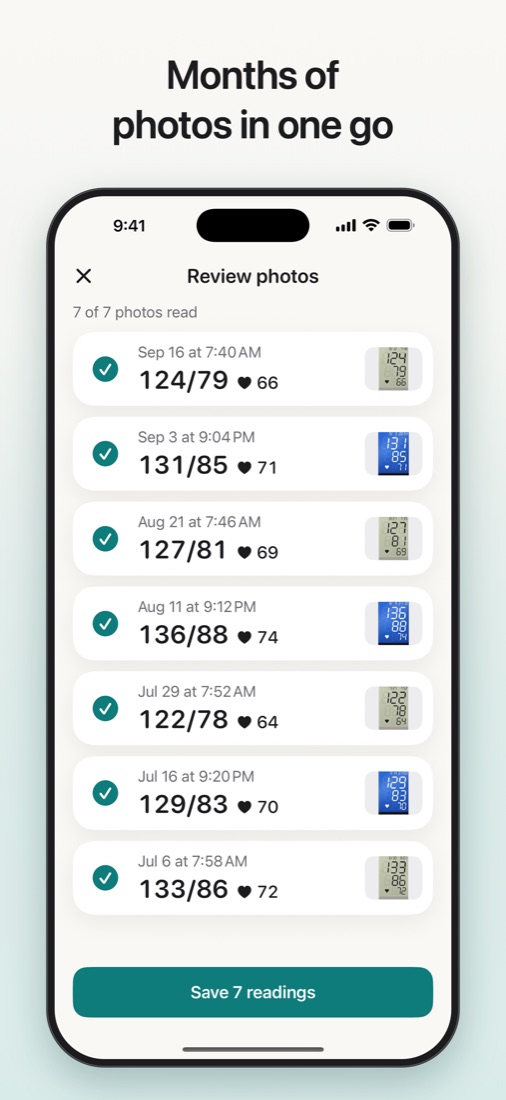 Months of
photos in one go
9:41
Review photos
7 of 7 photos read
Sep 16 at 7:40 AM
124/79 66
124
79
66
Sep 3 at 9:04 PM
131/85 71
131
85
71
Aug 21 at 7:46 AM
127/81 69
127
81
69
Aug 11 at 9:12 PM
136/88 74
136
88
74
Jul 29 at 7:52 AM
122/78 64
122
78
64
Jul 16 at 9:20 PM
129/83 70
129
83
70
Jul 6 at 7:58 AM
133/86 72
133
86
72
Save 7 readings